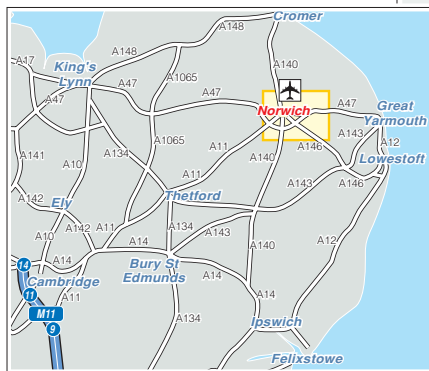 Cromer
A148
A148
A17
King's
Lynn
A1065
A140
A47
A47
A47
Norwich
A47
Great
Yarmouth
A1065
A143
A12
A141
A10
A134
A11
A140
A146
Lowestoft
A142
A11
Thetford
A143
A146
Ely
A142
A11
A134
A143
A10
A14
A140
A12
14
A14
Bury St
Edmunds
A14
Cambridge
11
A11
A14
M11
9
A134
Ipswich
Felixstowe